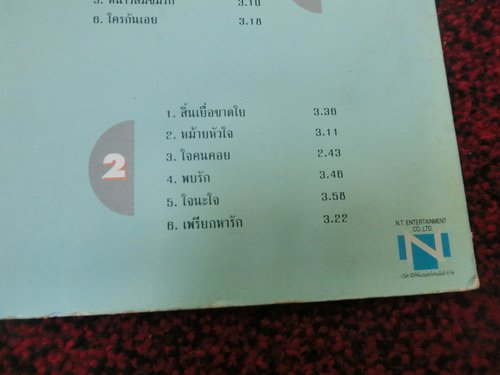 6. ใครกันเอย 3.18
2
1. สิ้นเยื่อขาดใย 3.36
2. หม้ายหัวใจ 3.11
3. ใจคนคอย 2.43
4. พบรัก 3.46
5. ใจนะใจ 3.58
6. เพรียกหารัก 3.22
N.T. ENTERTAINMENT
CO.,LTD.
N